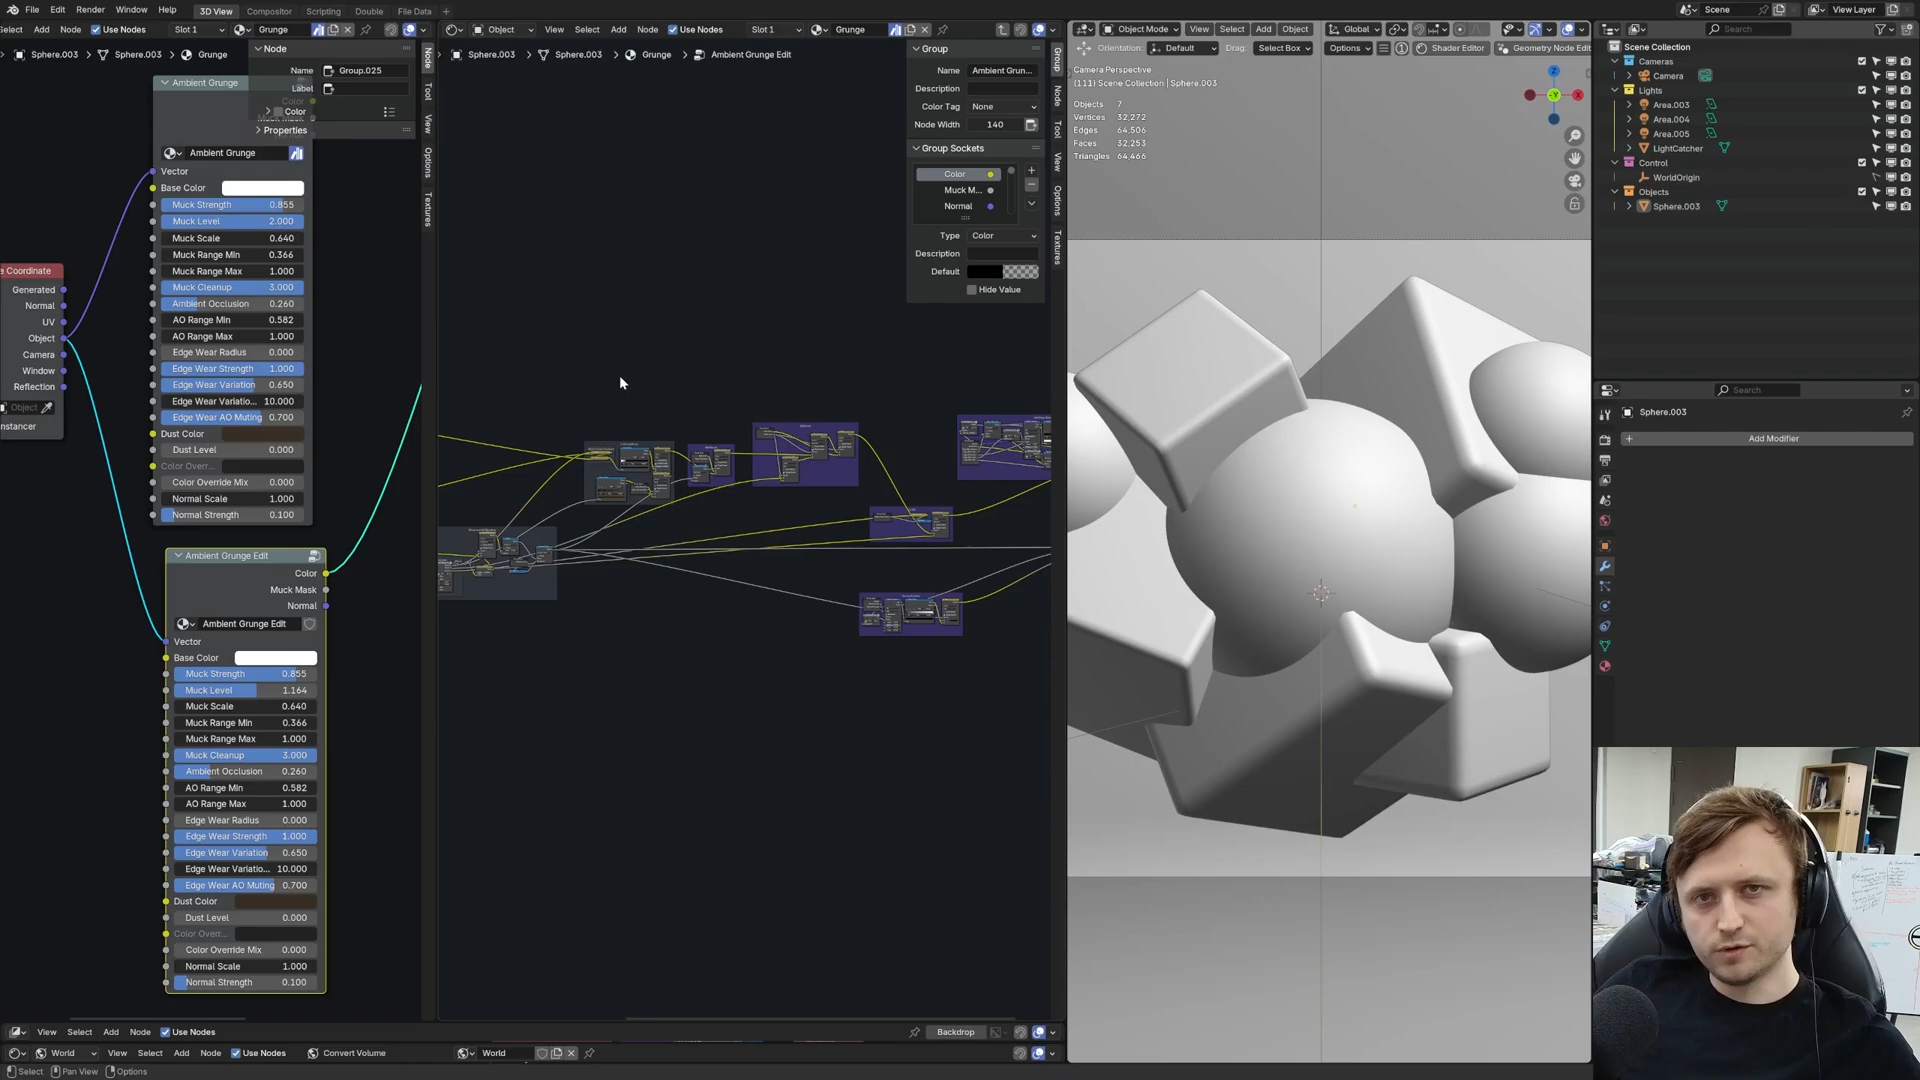 File Edit Render Window Help 3D View Compositor Scripting Double File Data + Scene View Layer
Select Add Node Use Nodes Slot 1 Grunge
Object View Select Add Node Use Nodes Slot 1 Grunge
Object Mode View Select Add Object Global
Search
Sphere.003 > Sphere.003 > Grunge
Sphere.003 > Sphere.003 > Grunge > Ambient Grunge Edit
Orientation: Default Drag: Select Box Options Shader Editor Geometry Node Edit
Node
Name Group.025
Label
Color
Properties
Node
Tool
View
Options
Textures
Ambient Grunge
Color
Muck Mask
Ambient Grunge
Vector
Base Color
Muck Strength 0.855
Muck Level 2.000
Muck Scale 0.640
Muck Range Min 0.366
Muck Range Max 1.000
Muck Cleanup 3.000
Ambient Occlusion 0.260
AO Range Min 0.582
AO Range Max 1.000
Edge Wear Radius 0.000
Edge Wear Strength 1.000
Edge Wear Variation 0.650
Edge Wear Variatio... 10.000
Edge Wear AO Muting 0.700
Dust Color
Dust Level 0.000
Color Overr...
Color Override Mix 0.000
Normal Scale 1.000
Normal Strength 0.100
e Coordinate
Generated
Normal
UV
Object
Camera
Window
Reflection
Object
nstancer
Ambient Grunge Edit
Color
Muck Mask
Normal
Ambient Grunge Edit
Vector
Base Color
Muck Strength 0.855
Muck Level 1.164
Muck Scale 0.640
Muck Range Min 0.366
Muck Range Max 1.000
Muck Cleanup 3.000
Ambient Occlusion 0.260
AO Range Min 0.582
AO Range Max 1.000
Edge Wear Radius 0.000
Edge Wear Strength 1.000
Edge Wear Variation 0.650
Edge Wear Variatio... 10.000
Edge Wear AO Muting 0.700
Dust Color
Dust Level 0.000
Color Overr...
Color Override Mix 0.000
Normal Scale 1.000
Normal Strength 0.100
Group
Name Ambient Grun...
Description
Color Tag None
Node Width 140
Group Sockets
Color
Muck M...
Normal
Type Color
Description
Default
Hide Value
Group
Node
Tool
View
Options
Textures
Camera Perspective
(111) Scene Collection | Sphere.003
Objects 7
Vertices 32,272
Edges 64,506
Faces 32,253
Triangles 64,466
-Y
X
Z
Scene Collection
Cameras
Camera
Lights
Area.003
Area.004
Area.005
LightCatcher
Control
WorldOrigin
Objects
Sphere.003
Search
Sphere.003
+ Add Modifier
View Select Add Node Use Nodes Backdrop
World View Select Add Node Use Nodes Convert Volume World
Select Pan View Options